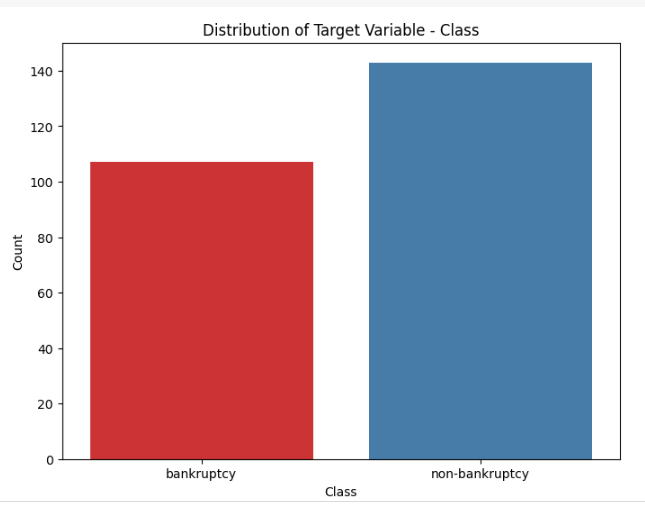 Distribution of Target Variable - Class
140
120
100
80
60
40
20
0
Count
bankruptcy
non-bankruptcy
Class